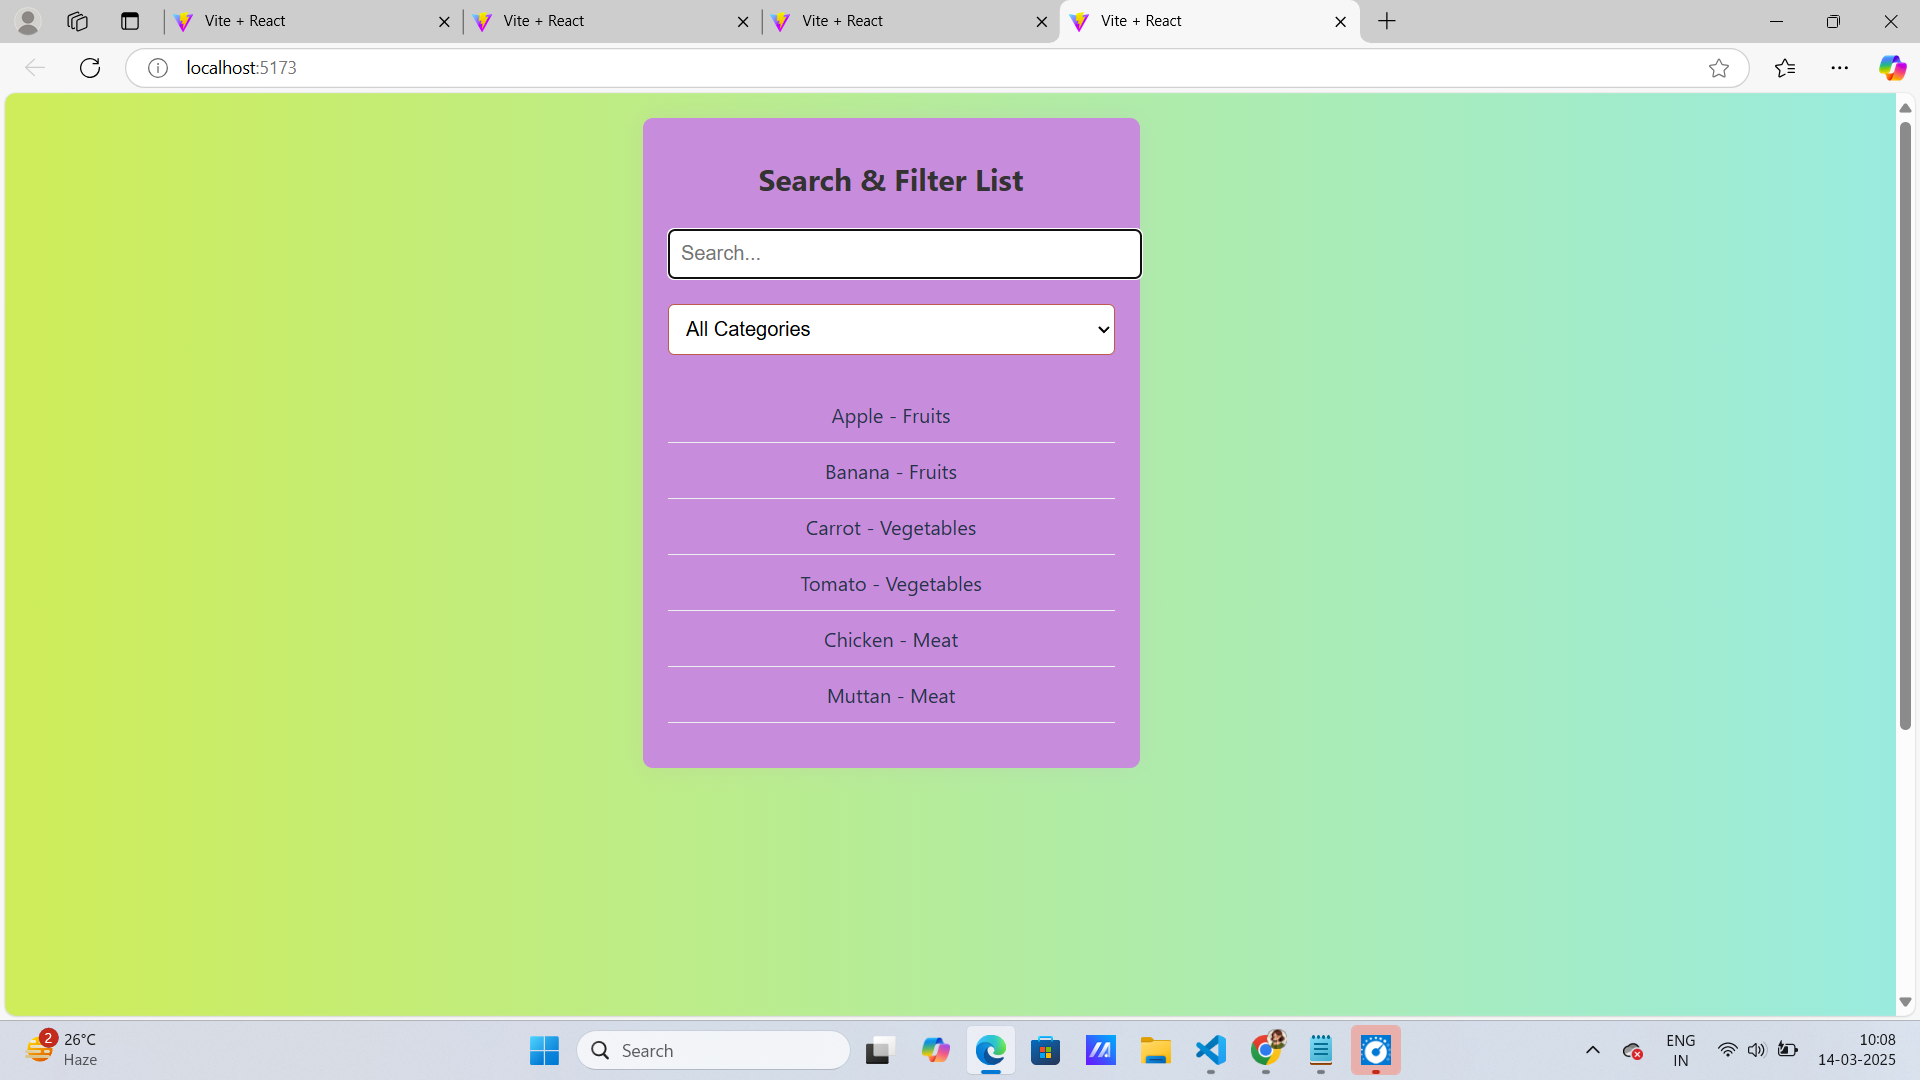 Vite + React
Vite + React
Vite + React
Vite + React
localhost:5173
Search & Filter List
Search...
All Categories
Apple - Fruits
Banana - Fruits
Carrot - Vegetables
Tomato - Vegetables
Chicken - Meat
Muttan - Meat
2
26°C
Haze
Search
ENG
IN
10:08
14-03-2025